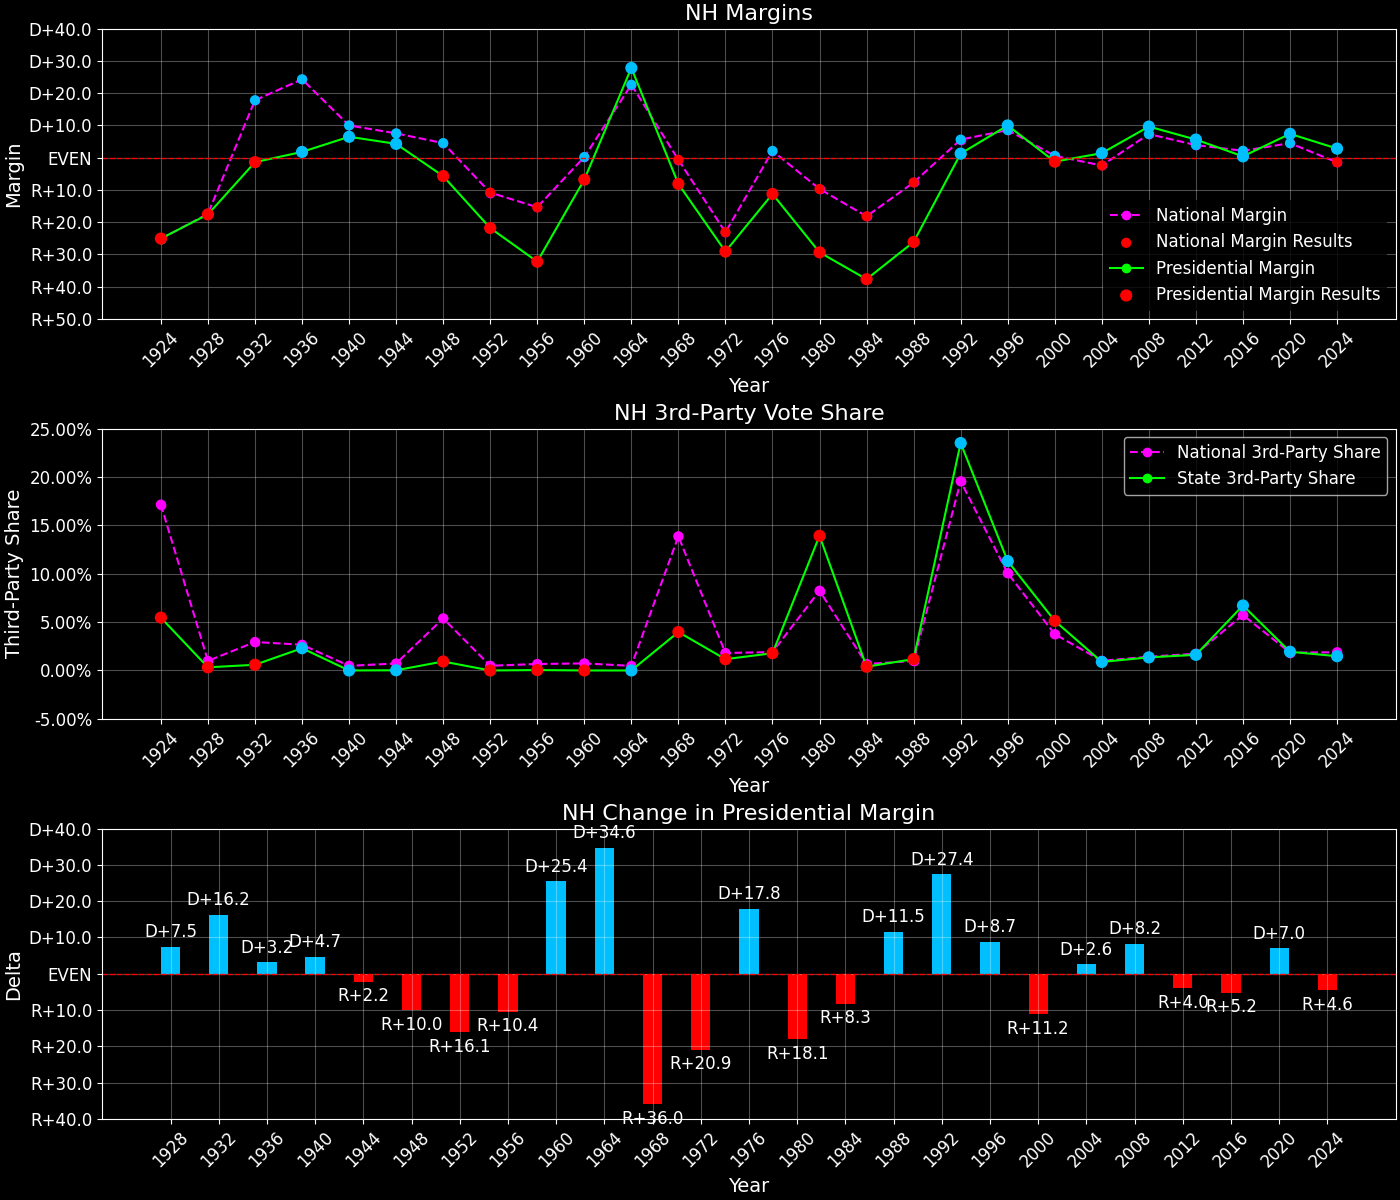 NH Margins
D+40.0
D+30.0
D+20.0
D+10.0
EVEN
R+10.0
R+20.0
R+30.0
R+40.0
R+50.0
Margin
National Margin
National Margin Results
Presidential Margin
Presidential Margin Results
1924 1928 1932 1936 1940 1944 1948 1952 1956 1960 1964 1968 1972 1976 1980 1984 1988 1992 1996 2000 2004 2008 2012 2016 2020 2024
Year
NH 3rd-Party Vote Share
25.00%
20.00%
15.00%
10.00%
5.00%
0.00%
-5.00%
Third-Party Share
National 3rd-Party Share
State 3rd-Party Share
1924 1928 1932 1936 1940 1944 1948 1952 1956 1960 1964 1968 1972 1976 1980 1984 1988 1992 1996 2000 2004 2008 2012 2016 2020 2024
Year
NH Change in Presidential Margin
D+40.0
D+30.0
D+20.0
D+10.0
EVEN
R+10.0
R+20.0
R+30.0
R+40.0
Delta
D+7.5
D+16.2
D+3.2
D+4.7
R+2.2
R+10.0
R+16.1
R+10.4
D+25.4
D+34.6
R+36.0
R+20.9
D+17.8
R+18.1
R+8.3
D+11.5
D+27.4
D+8.7
R+11.2
D+2.6
D+8.2
R+4.0
R+5.2
D+7.0
R+4.6
1928 1932 1936 1940 1944 1948 1952 1956 1960 1964 1968 1972 1976 1980 1984 1988 1992 1996 2000 2004 2008 2012 2016 2020 2024
Year